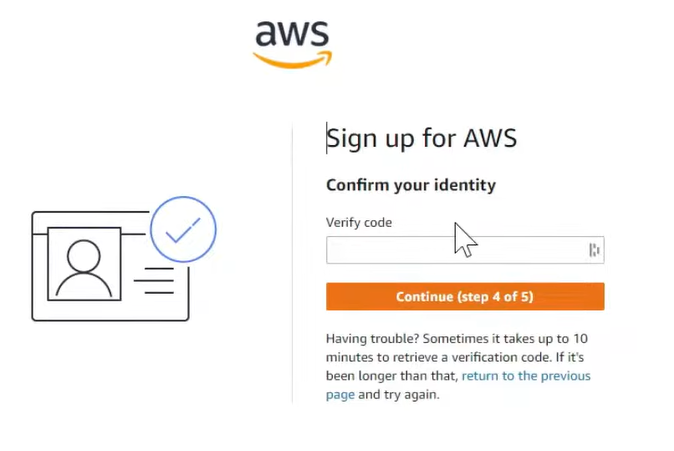 aws
Sign up for AWS
Confirm your identity
Verify code
Continue (step 4 of 5)
Having trouble? Sometimes it takes up to 10
minutes to retrieve a verification code. If it's
been longer than that, return to the previous
page and try again.